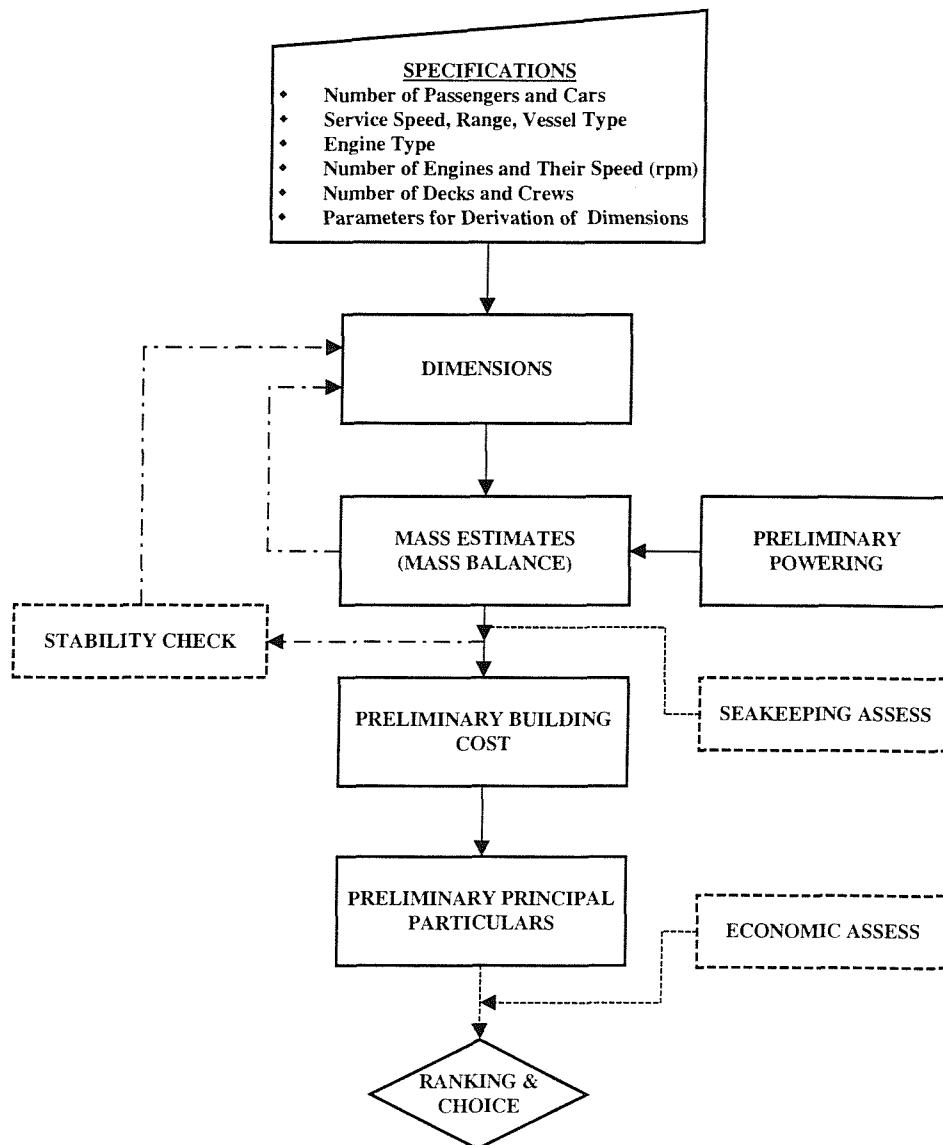 SPECIFICATIONS
◆ Number of Passengers and Cars
◆ Service Speed, Range, Vessel Type
◆ Engine Type
◆ Number of Engines and Their Speed (rpm)
◆ Number of Decks and Crews
◆ Parameters for Derivation of Dimensions
DIMENSIONS
MASS ESTIMATES
(MASS BALANCE)
PRELIMINARY
POWERING
STABILITY CHECK
PRELIMINARY BUILDING
COST
SEAKEEPING ASSESS
PRELIMINARY PRINCIPAL
PARTICULARS
ECONOMIC ASSESS
RANKING &
CHOICE